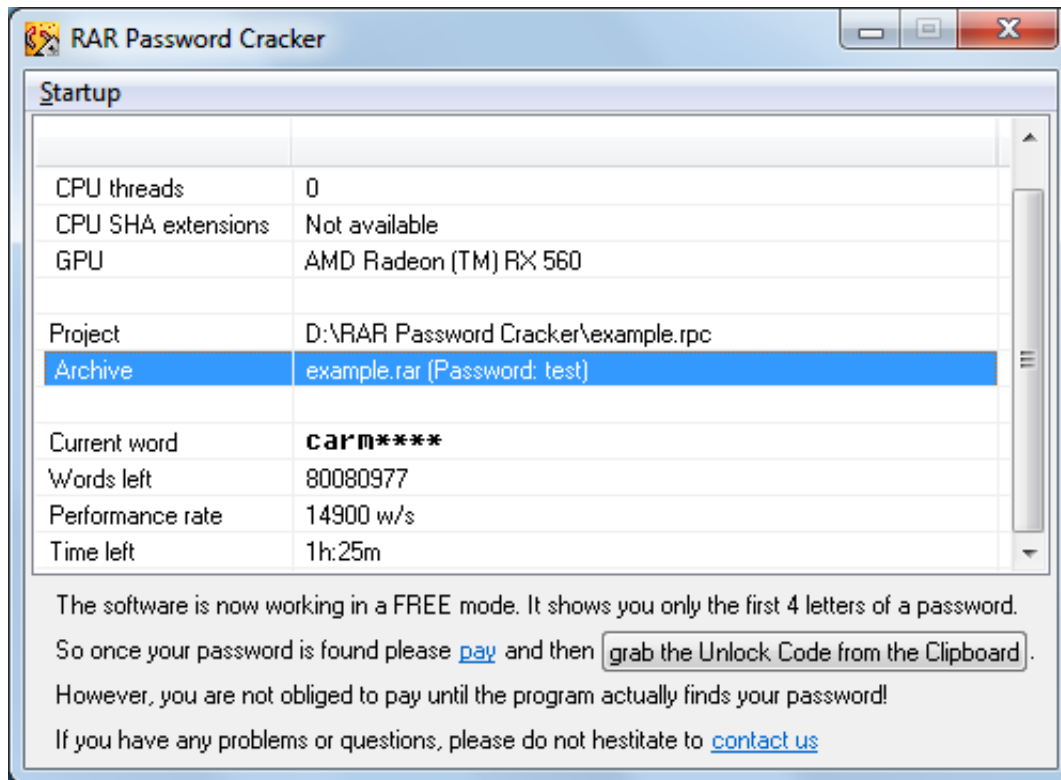 RAR Password Cracker
Startup
CPU threads 0
CPU SHA extensions Not available
GPU AMD Radeon (TM) RX 560
Project D:\RAR Password Cracker\example.rpc
Archive example.rar (Password: test)
Current word carm****
Words left 80080977
Performance rate 14900 w/s
Time left 1h:25m
The software is now working in a FREE mode. It shows you only the first 4 letters of a password.
So once your password is found please pay and then grab the Unlock Code from the Clipboard .
However, you are not obliged to pay until the program actually finds your password!
If you have any problems or questions, please do not hestitate to contact us